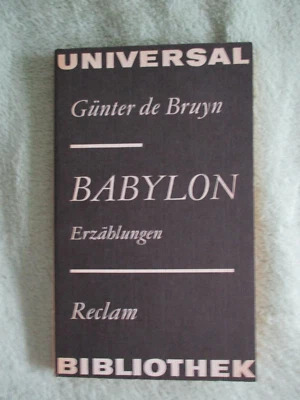 UNIVERSAL
Günter de Bruyn
BABYLON
Erzählungen
Reclam
BIBLIOTHEK